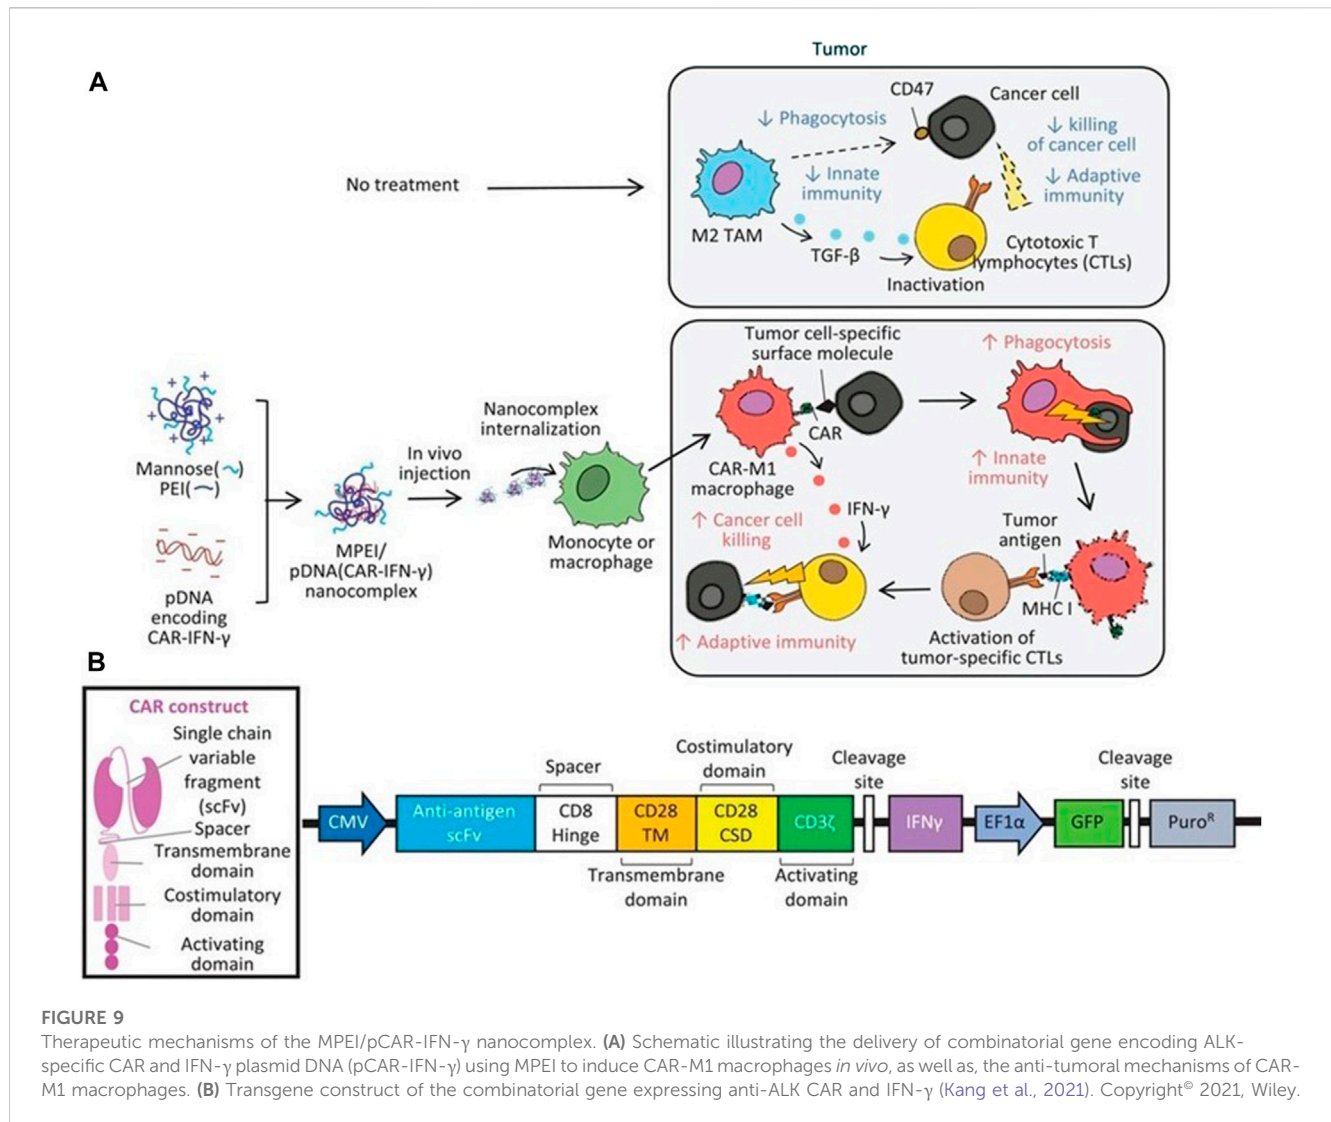 A
Tumor
No treatment
CD47
Cancer cell
↓ Phagocytosis
↓ killing
of cancer cell
↓ Innate
immunity
↓ Adaptive
immunity
M2 TAM
TGF-β
Cytotoxic T
lymphocytes (CTLs)
Inactivation
Mannose( )
PEI( )
pDNA
encoding
CAR-IFN-γ
MPEI/
pDNA(CAR-IFN-γ)
nanocomplex
In vivo
injection
Nanocomplex
internalization
Monocyte or
macrophage
Tumor cell-specific
surface molecule
CAR
CAR-M1
macrophage
↑ Phagocytosis
↑ Innate
immunity
IFN-γ
↑ Cancer cell
killing
Tumor
antigen
MHC I
Activation of
tumor-specific CTLs
↑ Adaptive immunity
B
CAR construct
Single chain
variable
fragment
(scFv)
Spacer
Transmembrane
domain
Costimulatory
domain
Activating
domain
Spacer
Costimulatory
domain
Cleavage
site
Cleavage
site
CMV
Anti-antigen
scFv
CD8
Hinge
CD28
TM
CD28
CSD
CD3ζ
IFNγ
EF1α
GFP
Puroᴿ
Transmembrane
domain
Activating
domain
FIGURE 9
Therapeutic mechanisms of the MPEI/pCAR-IFN-γ nanocomplex. (A) Schematic illustrating the delivery of combinatorial gene encoding ALK-
specific CAR and IFN-γ plasmid DNA (pCAR-IFN-γ) using MPEI to induce CAR-M1 macrophages in vivo, as well as, the anti-tumoral mechanisms of CAR-
M1 macrophages. (B) Transgene construct of the combinatorial gene expressing anti-ALK CAR and IFN-γ (Kang et al., 2021). Copyright© 2021, Wiley.